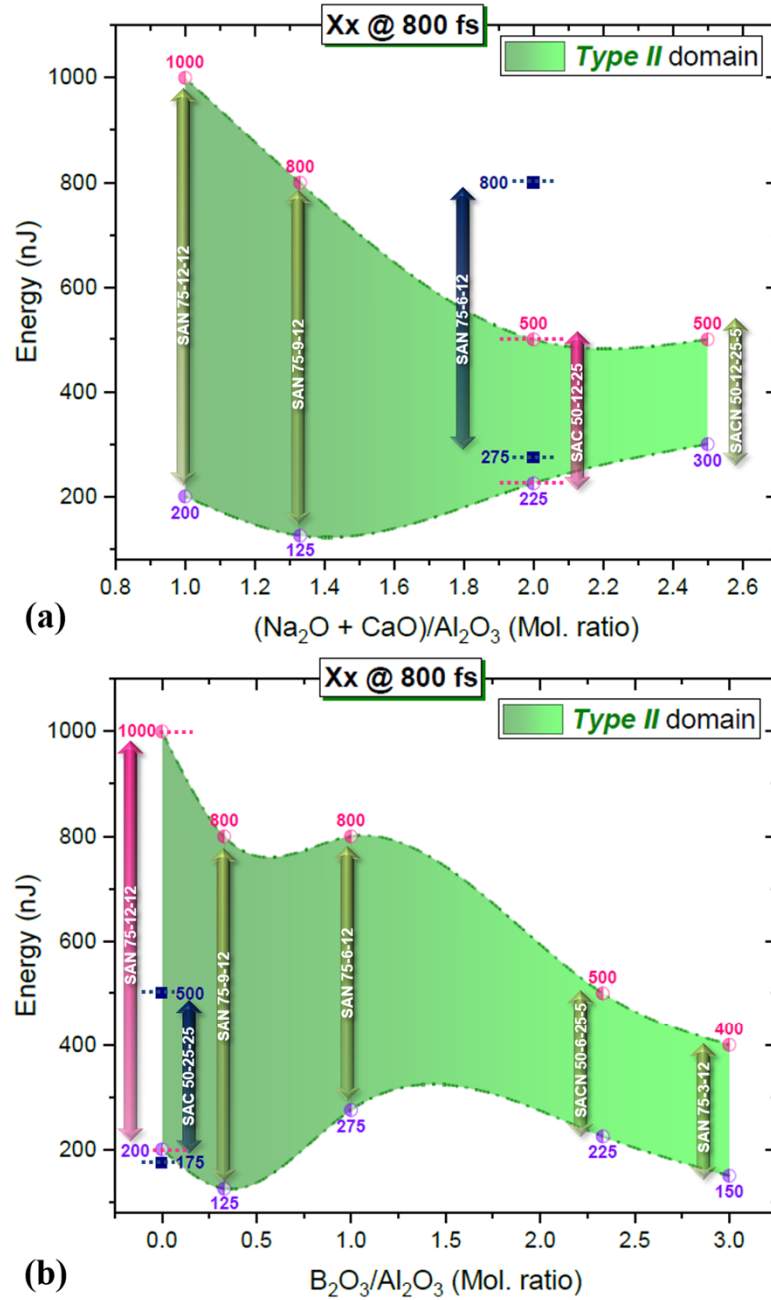 Xx @ 800 fs
Type II domain
1000
1000
800
800
800
600
500
500
400
275
225
300
200
200
125
SAN 75-12-12
SAN 75-9-12
SAN 75-6-12
SAC 50-12-25
SACN 50-12-25-5
Energy (nJ)
0.8 1.0 1.2 1.4 1.6 1.8 2.0 2.2 2.4 2.6
(a)
(Na₂O + CaO)/Al₂O₃ (Mol. ratio)
Xx @ 800 fs
Type II domain
1000
1000
800
800
800
600
500
500
400
400
275
225
200
200
175
150
125
SAN 75-12-12
SAC 50-25-25
SAN 75-9-12
SAN 75-6-12
SACN 50-6-25-5
SAN 75-3-12
Energy (nJ)
0.0 0.5 1.0 1.5 2.0 2.5 3.0
(b)
B₂O₃/Al₂O₃ (Mol. ratio)